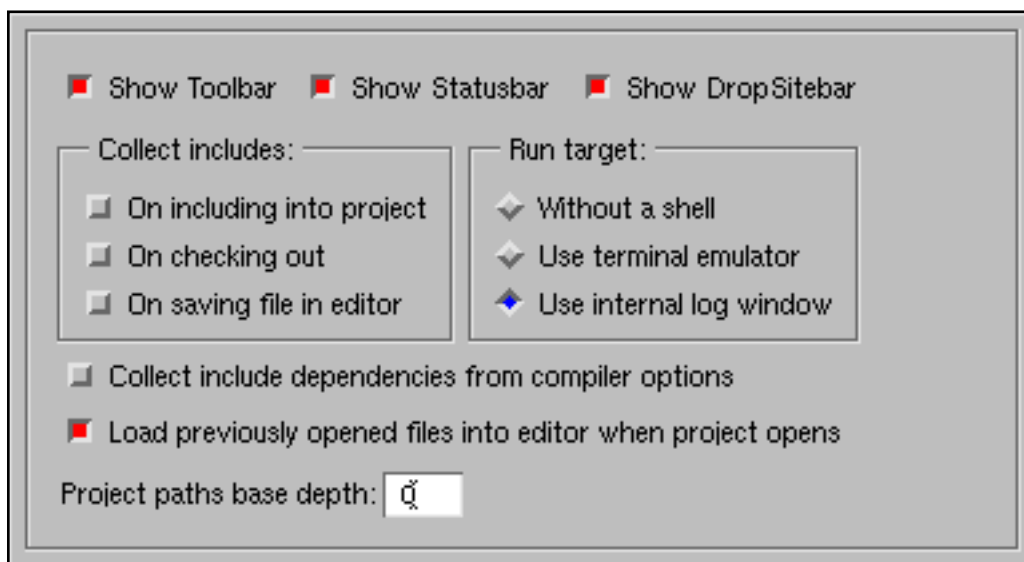 Show Toolbar Show Statusbar Show DropSitebar
Collect includes:
On including into project
On checking out
On saving file in editor
Run target:
Without a shell
Use terminal emulator
Use internal log window
Collect include dependencies from compiler options
Load previously opened files into editor when project opens
Project paths base depth: 0